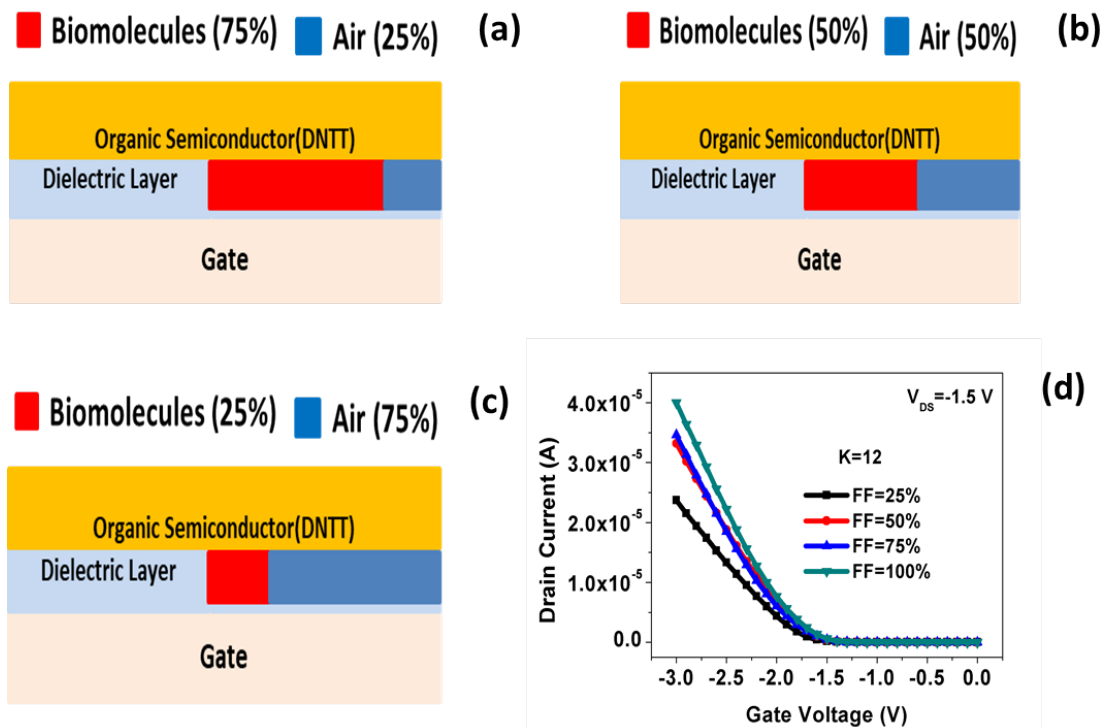 Biomolecules (75%) Air (25%) (a)
Organic Semiconductor(DNTT)
Dielectric Layer
Gate
Biomolecules (50%) Air (50%) (b)
Organic Semiconductor(DNTT)
Dielectric Layer
Gate
Biomolecules (25%) Air (75%) (c)
Organic Semiconductor(DNTT)
Dielectric Layer
Gate
(d)
V_DS=-1.5 V
K=12
FF=25%
FF=50%
FF=75%
FF=100%
Drain Current (A)
4.0x10⁻⁵
3.0x10⁻⁵
2.0x10⁻⁵
1.0x10⁻⁵
0.0
-3.0 -2.5 -2.0 -1.5 -1.0 -0.5 0.0
Gate Voltage (V)